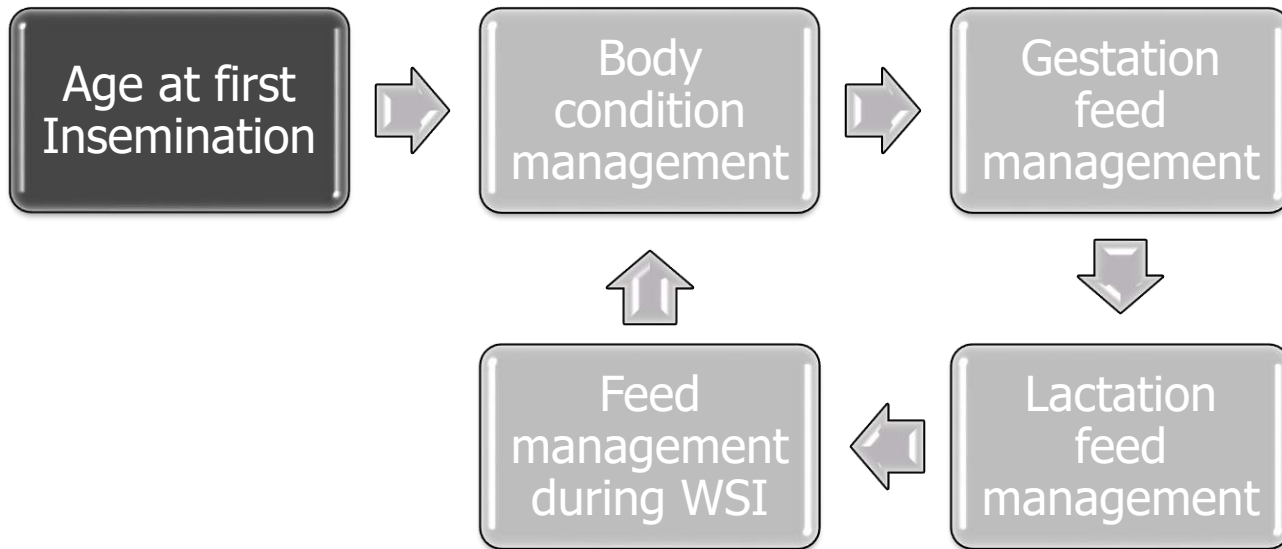 Age at first
Insemination
Body
condition
management
Gestation
feed
management
Feed
management
during WSI
Lactation
feed
management